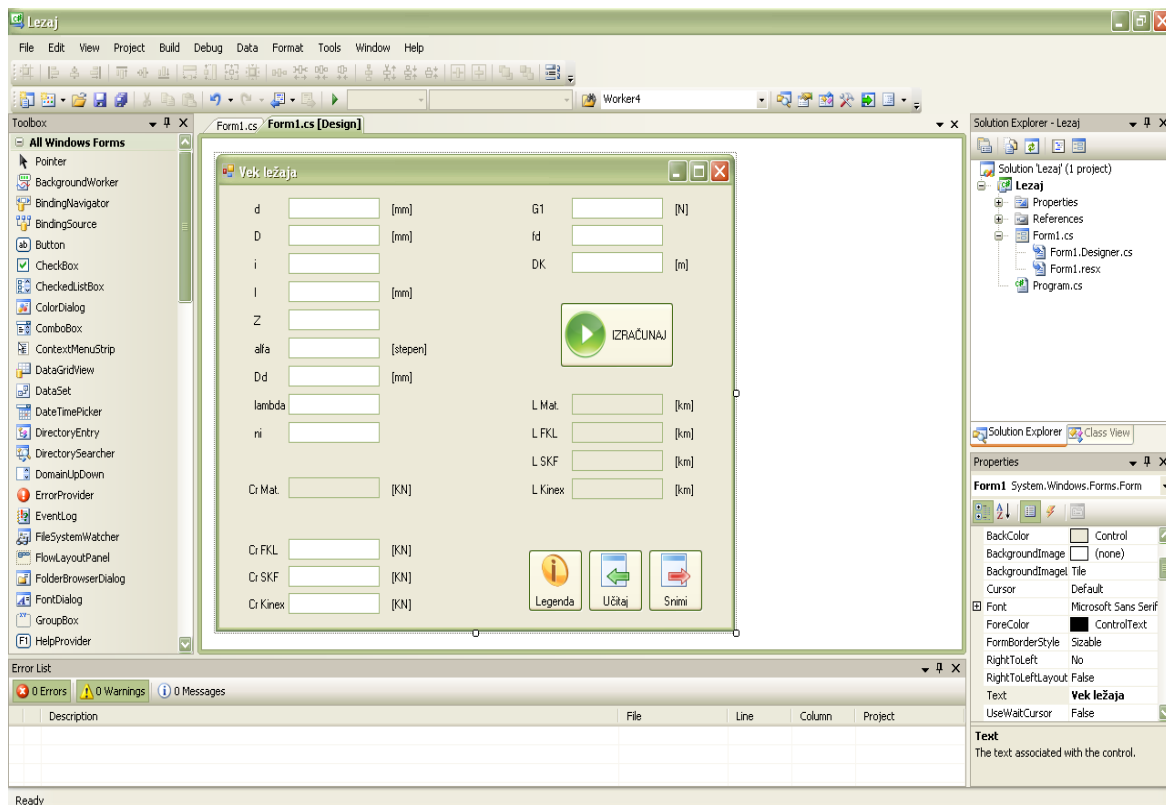 Lezaj
File Edit View Project Build Debug Data Format Tools Window Help
Worker4
Toolbox
All Windows Forms
Pointer
BackgroundWorker
BindingNavigator
BindingSource
Button
CheckBox
CheckedListBox
ColorDialog
ComboBox
ContextMenuStrip
DataGridView
DataSet
DateTimePicker
DirectoryEntry
DirectorySearcher
DomainUpDown
ErrorProvider
EventLog
FileSystemWatcher
FlowLayoutPanel
FolderBrowserDialog
FontDialog
GroupBox
HelpProvider
Form1.cs Form1.cs [Design]
Vek ležaja
d [mm]
D [mm]
i
l [mm]
Z
alfa [stepen]
Dd [mm]
lambda
ni
Cr Mat. [KN]
Cr FKL [KN]
Cr SKF [KN]
Cr Kinex [KN]
G1 [N]
fd
DK [m]
IZRAČUNAJ
L Mat. [km]
L FKL [km]
L SKF [km]
L Kinex [km]
Legenda Učitaj Snimi
Solution Explorer - Lezaj
Solution 'Lezaj' (1 project)
Lezaj
Properties
References
Form1.cs
Form1.Designer.cs
Form1.resx
Program.cs
Solution Explorer Class View
Properties
Form1 System.Windows.Forms.Form
BackColor Control
BackgroundImage (none)
BackgroundImageL Tile
Cursor Default
Font Microsoft Sans Serif
ForeColor ControlText
FormBorderStyle Sizable
RightToLeft No
RightToLeftLayout False
Text Vek ležaja
UseWaitCursor False
Text
The text associated with the control.
Error List
0 Errors 0 Warnings 0 Messages
Description File Line Column Project
Ready